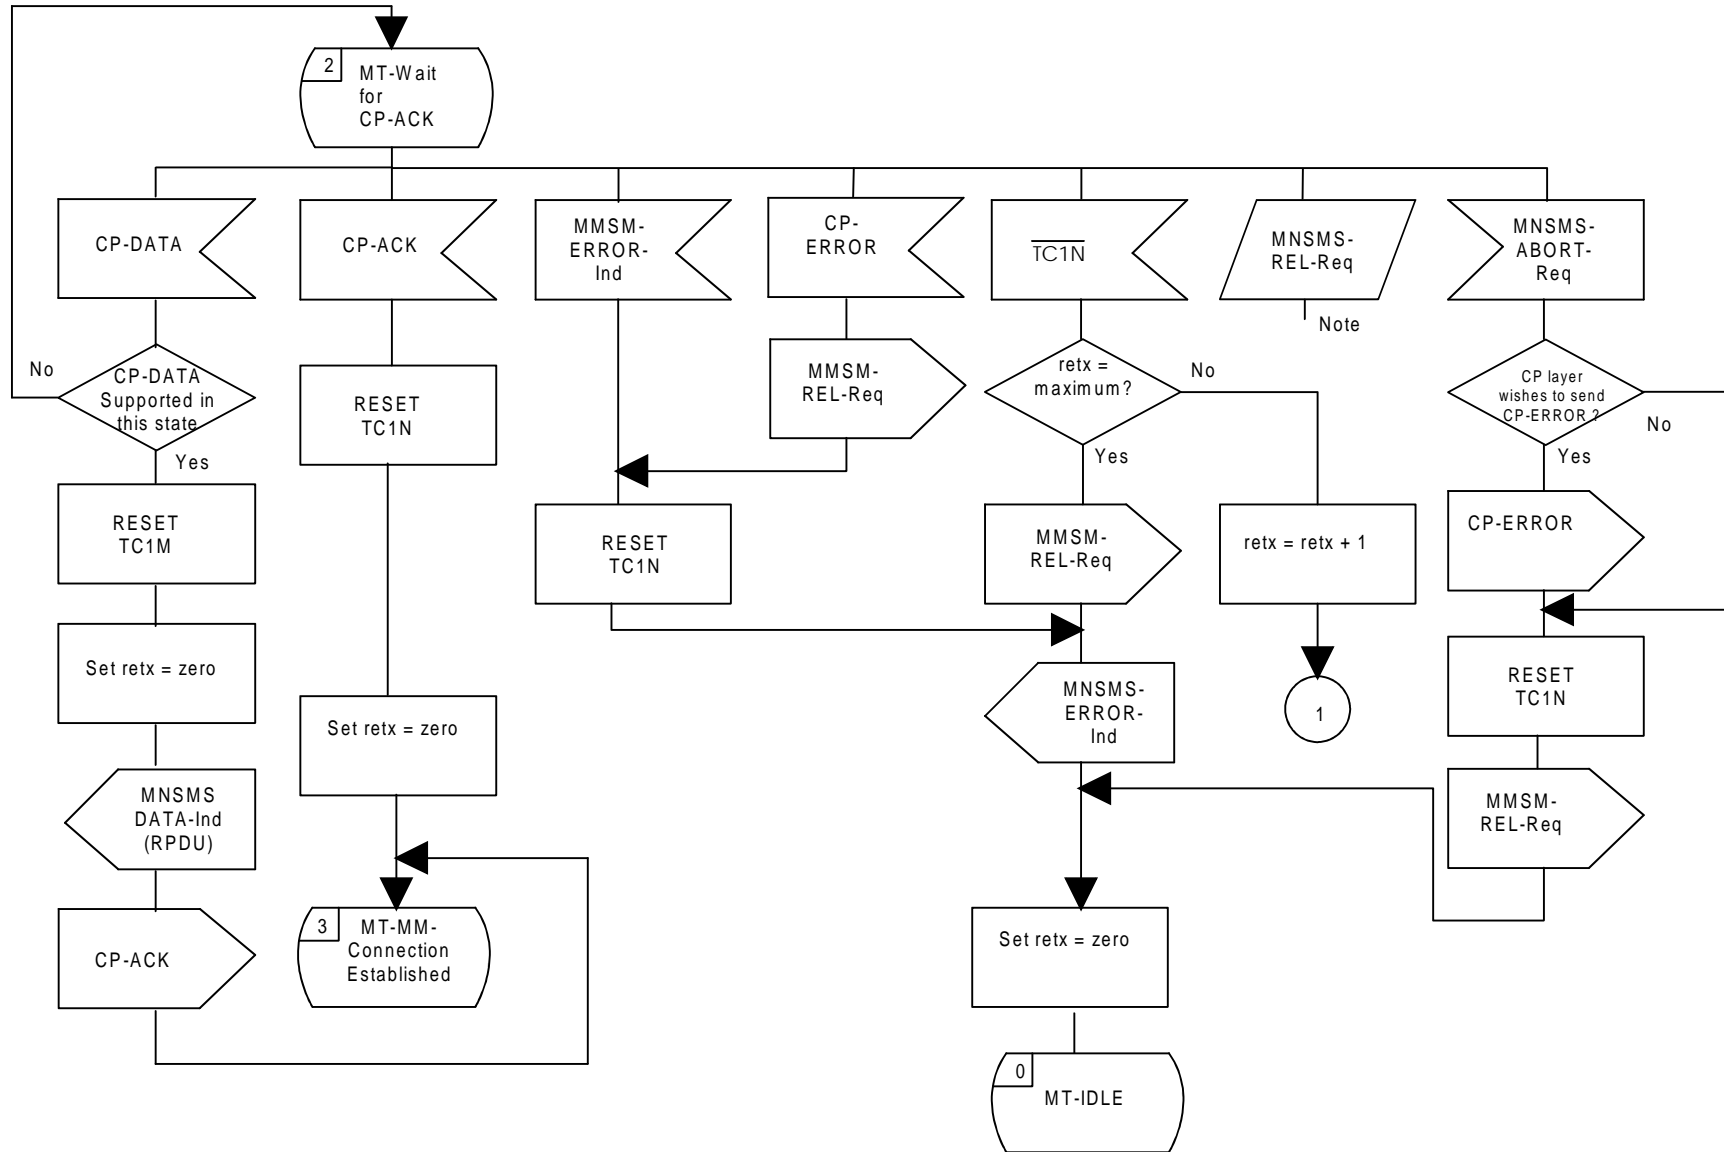 2
MT-Wait
for
CP-ACK
CP-DATA
CP-ACK
MMSM-
ERROR-
Ind
CP-
ERROR
TC1N
MNSMS-
REL-Req
MNSMS-
ABORT-
Req
Note
No
CP-DATA
Supported in
this state
Yes
RESET
TC1N
MMSM-
REL-Req
retx =
maximum?
No
Yes
CP layer
wishes to send
CP-ERROR ?
No
Yes
RESET
TC1M
RESET
TC1N
MMSM-
REL-Req
retx = retx + 1
CP-ERROR
Set retx = zero
Set retx = zero
MNSMS-
ERROR-
Ind
1
RESET
TC1N
MNSMS
DATA-Ind
(RPDU)
MMSM-
REL-Req
CP-ACK
3
MT-MM-
Connection
Established
Set retx = zero
0
MT-IDLE